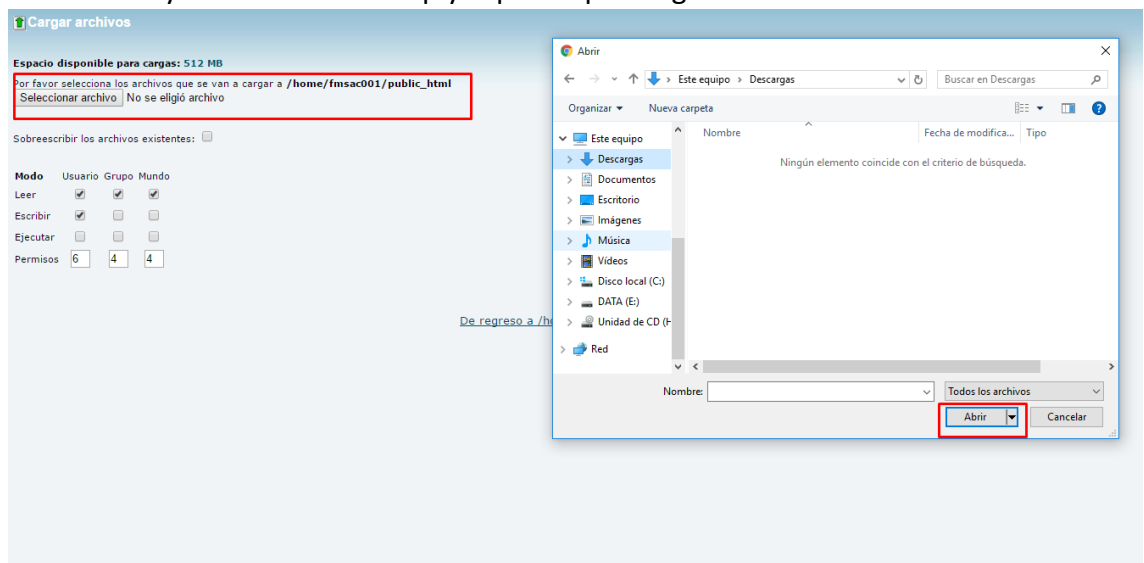 Cargar archivos
Espacio disponible para cargas: 512 MB
Por favor selecciona los archivos que se van a cargar a /home/fmsac001/public_html
Seleccionar archivo No se eligió archivo
Sobreescribir los archivos existentes:
Modo Usuario Grupo Mundo
Leer
Escribir
Ejecutar
Permisos 6 4 4
De regreso a
Abrir
Este equipo > Descargas
Buscar en Descargas
Organizar Nueva carpeta
Nombre Fecha de modifica... Tipo
Ningún elemento coincide con el criterio de búsqueda.
Este equipo
Descargas
Documentos
Escritorio
Imágenes
Música
Vídeos
Disco local (C:)
DATA (E:)
Unidad de CD (
Red
Nombre:
Todos los archivos
Abrir Cancelar